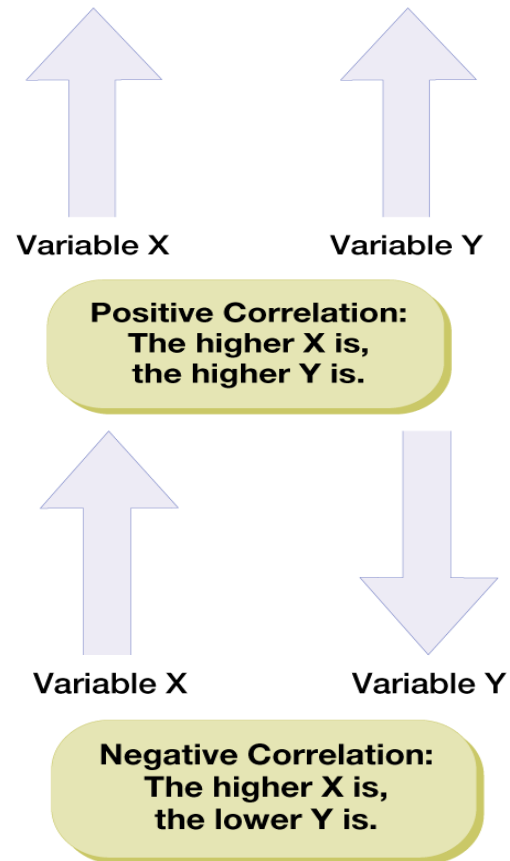 Variable X
Variable Y
Positive Correlation:
The higher X is,
the higher Y is.
Variable X
Variable Y
Negative Correlation:
The higher X is,
the lower Y is.